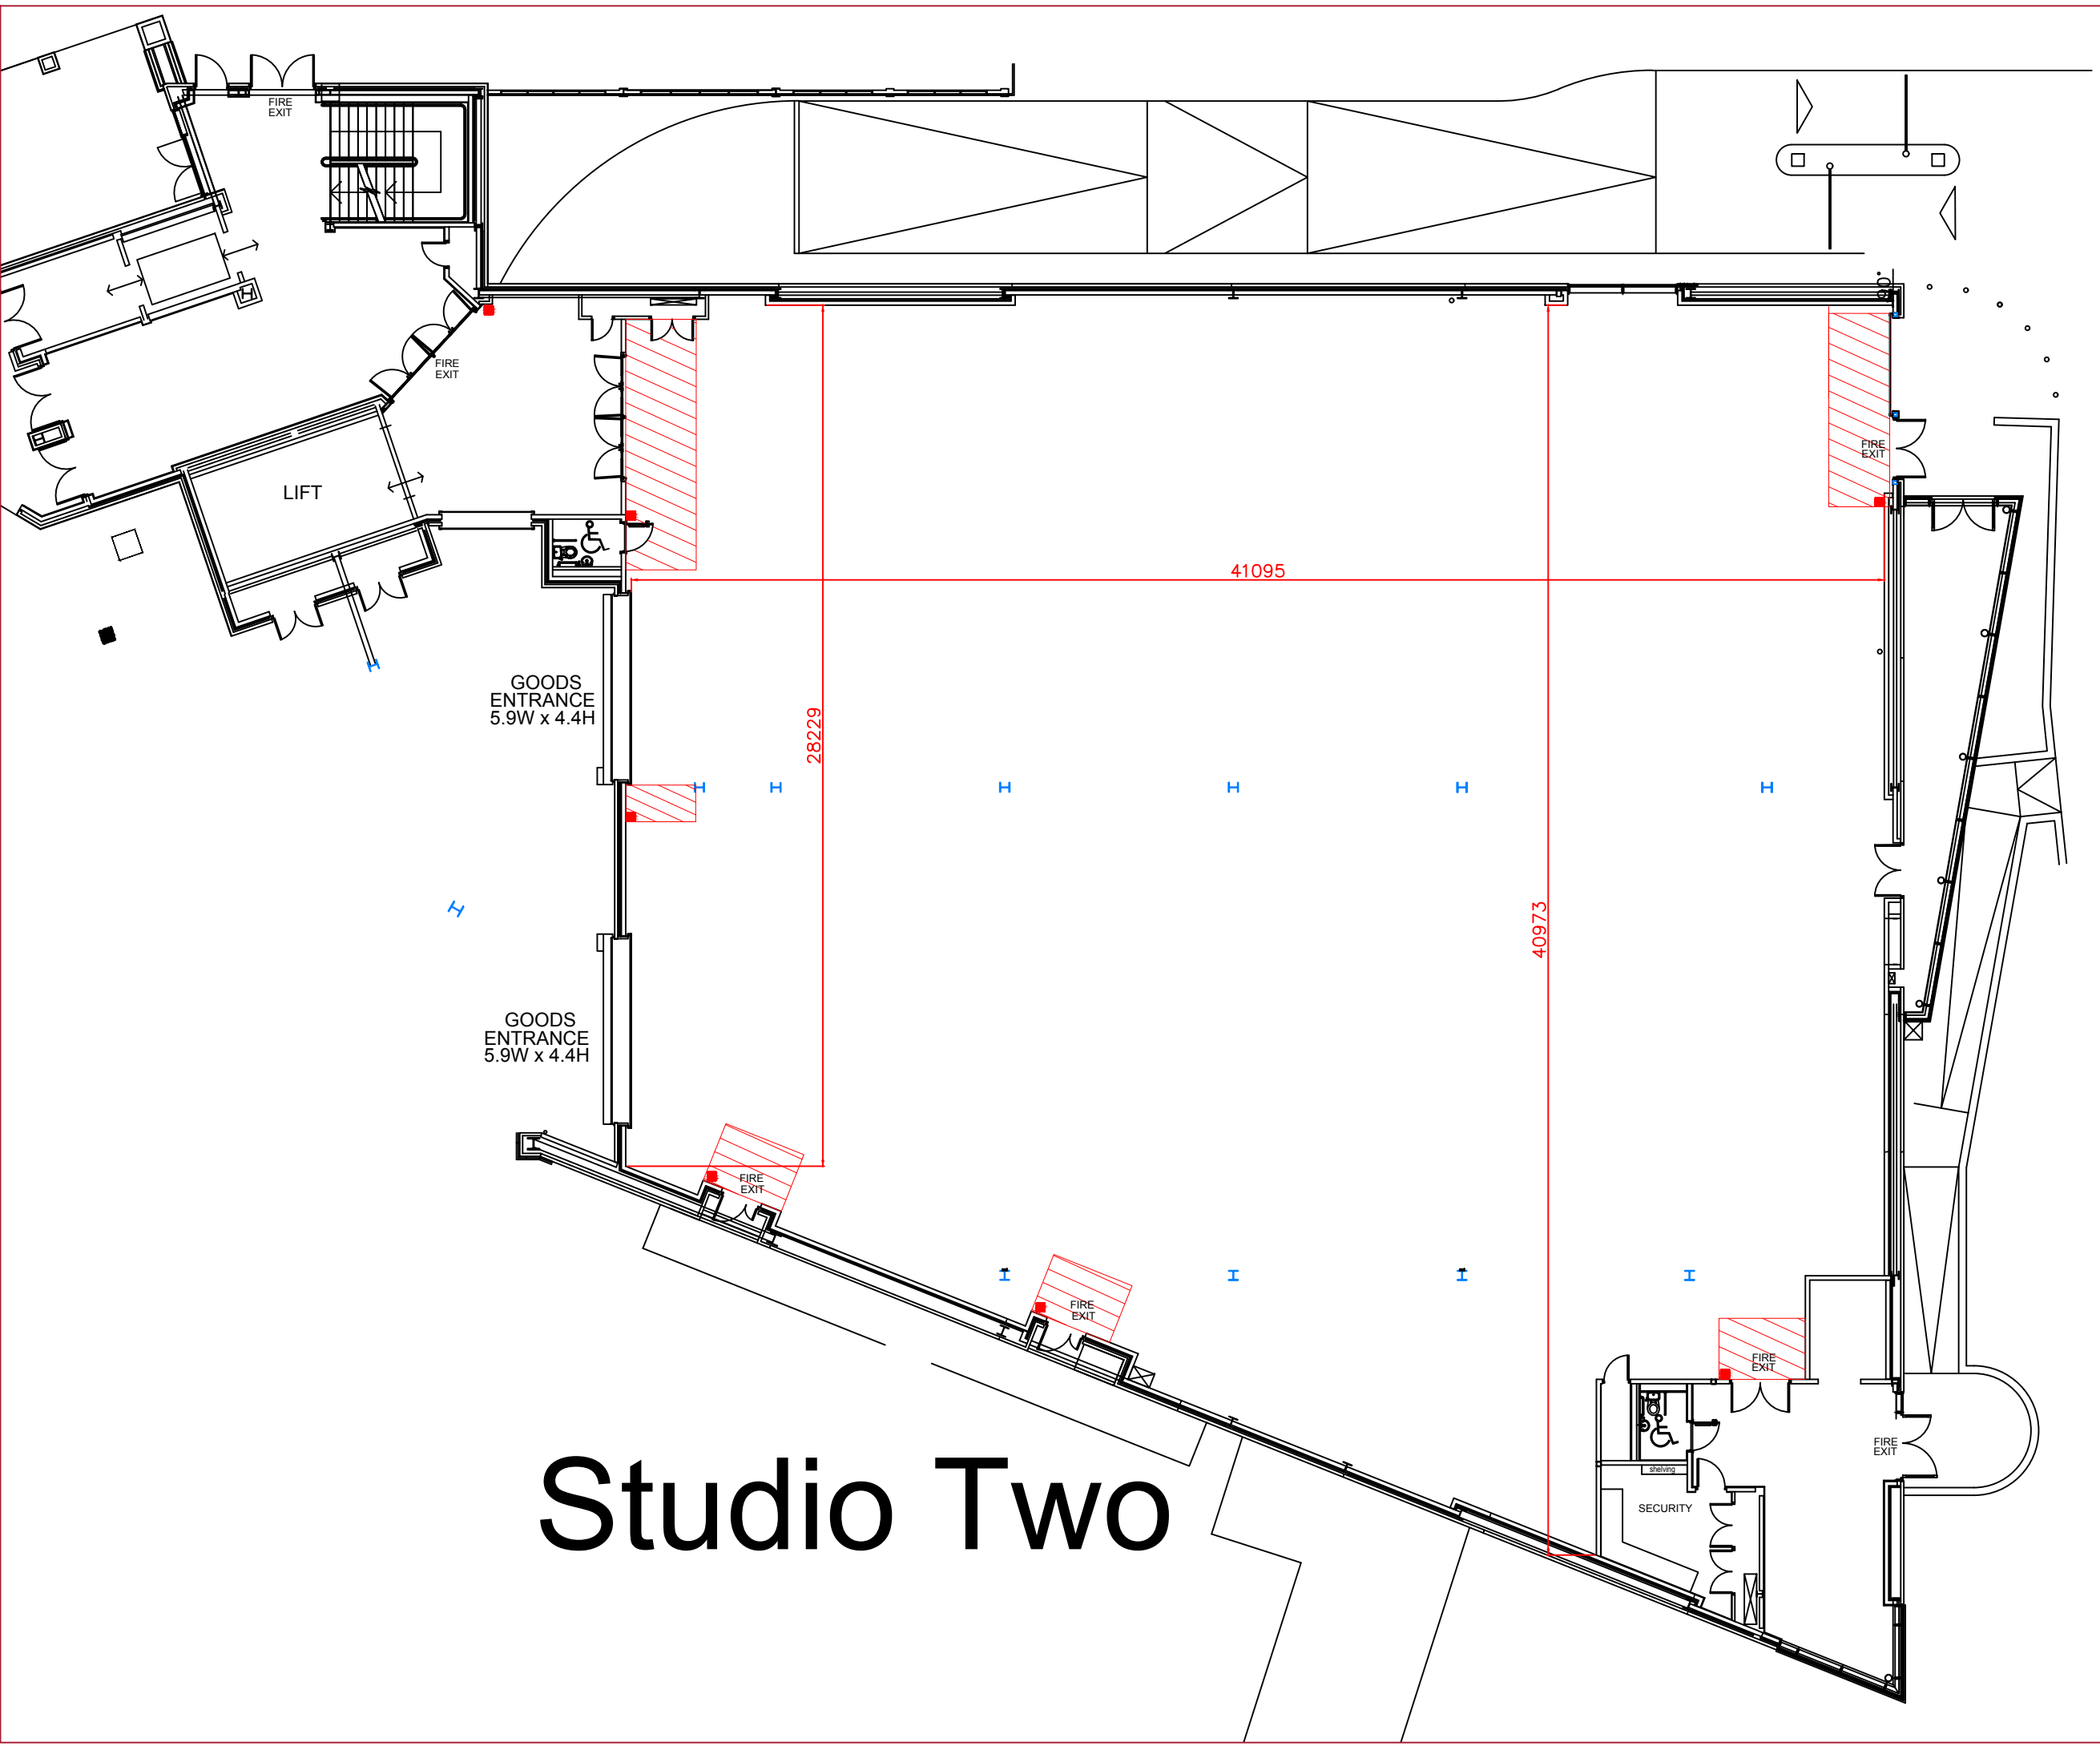 FIRE
EXIT
FIRE
EXIT
LIFT
FIRE
EXIT
41095
GOODS
ENTRANCE
5.9W x 4.4H
28229
40973
GOODS
ENTRANCE
5.9W x 4.4H
FIRE
EXIT
FIRE
EXIT
FIRE
EXIT
FIRE
EXIT
shelving
SECURITY
Studio Two